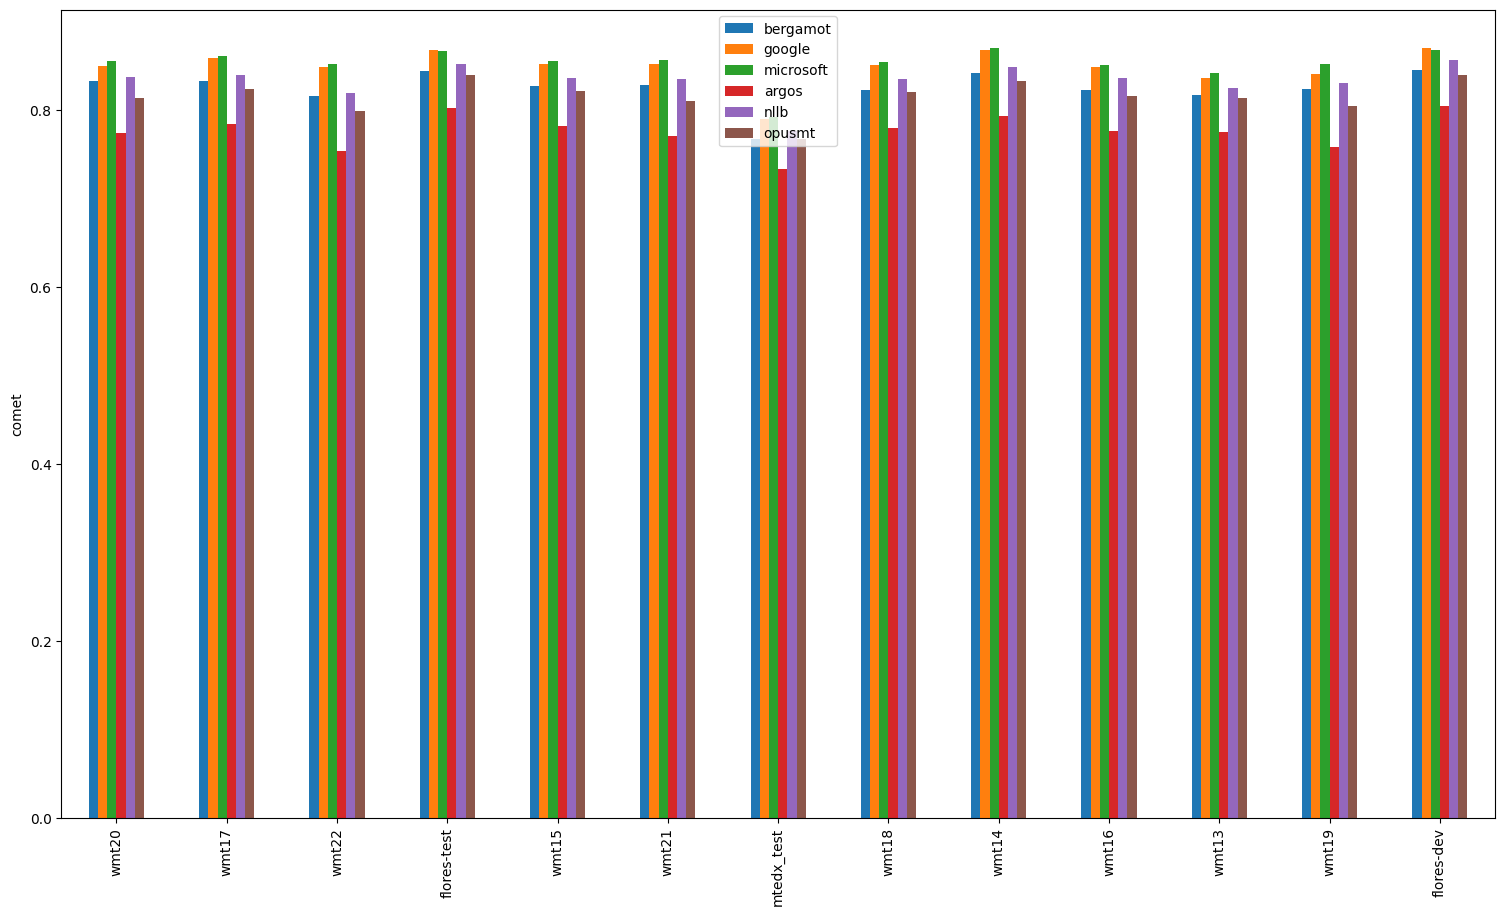 bergamot
google
microsoft
argos
nllb
opusmt
comet
0.8
0.6
0.4
0.2
0.0
wmt20
wmt17
wmt22
flores-test
wmt15
wmt21
mtedx_test
wmt18
wmt14
wmt16
wmt13
wmt19
flores-dev